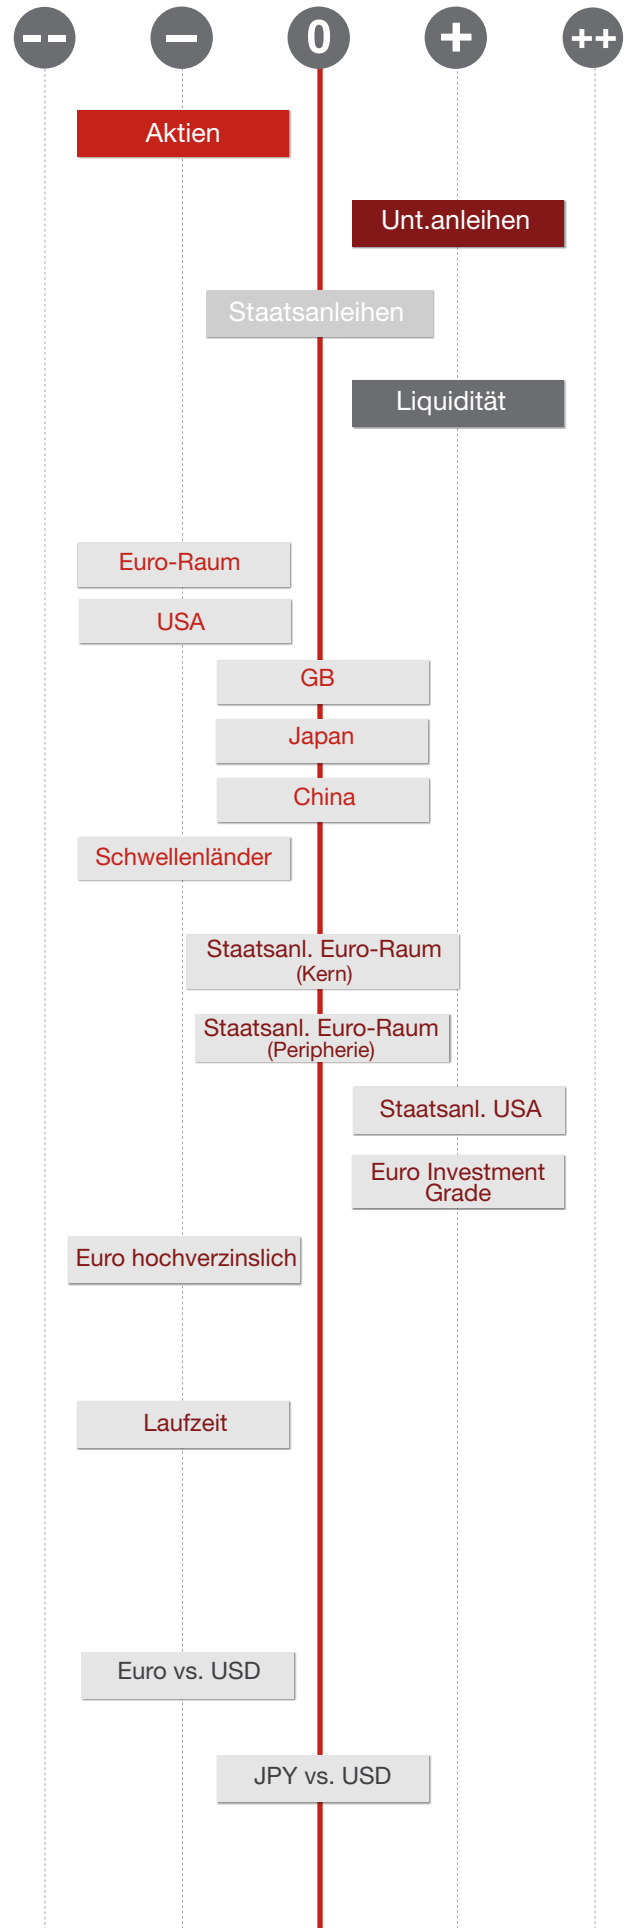 -- - 0 + ++
Aktien
Unt.anleihen
Staatsanleihen
Liquidität
Euro-Raum
USA
GB
Japan
China
Schwellenländer
Staatsanl. Euro-Raum
(Kern)
Staatsanl. Euro-Raum
(Peripherie)
Staatsanl. USA
Euro Investment
Grade
Euro hochverzinslich
Laufzeit
Euro vs. USD
JPY vs. USD